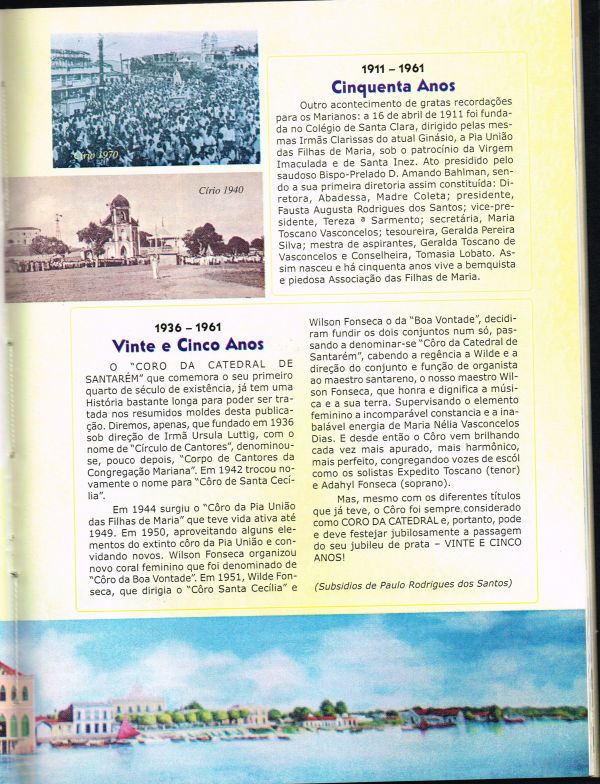 Círio 1970
Círio 1940
1911 – 1961
Cinquenta Anos
Outro acontecimento de gratas recordações
para os Marianos: a 16 de abril de 1911 foi funda-
da no Colégio de Santa Clara, dirigido pelas mes-
mas Irmãs Clarissas do atual Ginásio, a Pia União
das Filhas de Maria, sob o patrocínio da Virgem
Imaculada e de Santa Inez. Ato presidido pelo
saudoso Bispo-Prelado D. Amando Bahlman, sen-
do a sua primeira diretoria assim constituída: Di-
retora, Abadessa, Madre Coleta; presidente,
Fausta Augusta Rodrigues dos Santos; vice-pre-
sidente, Tereza ª Sarmento; secretária, Maria
Toscano Vasconcelos; tesoureira, Geralda Pereira
Silva; mestra de aspirantes, Geralda Toscano de
Vasconcelos e Conselheira, Tomasia Lobato. As-
sim nasceu e há cinquenta anos vive a bemquista
e piedosa Associação das Filhas de Maria.
1936 – 1961
Vinte e Cinco Anos
O “CORO DA CATEDRAL DE
SANTARÉM” que comemora o seu primeiro
quarto de século de existência, já tem uma
História bastante longa para poder ser tra-
tada nos resumidos moldes desta publica-
ção. Diremos, apenas, que fundado em 1936
sob direção de Irmã Ursula Luttig, com o
nome de “Círculo de Cantores”, denominou-
se, pouco depois, “Corpo de Cantores da
Congregação Mariana”. Em 1942 trocou no-
vamente o nome para “Côro de Santa Cecí-
lia”.
Em 1944 surgiu o “Côro da Pia União
das Filhas de Maria” que teve vida ativa até
1949. Em 1950, aproveitando alguns ele-
mentos do extinto côro da Pia União e con-
vidando novos. Wilson Fonseca organizou
novo coral feminino que foi denominado de
“Côro da Boa Vontade”. Em 1951, Wilde Fon-
seca, que dirigia o “Côro Santa Cecília” e
Wilson Fonseca o da “Boa Vontade”, decidi-
ram fundir os dois conjuntos num só, pas-
sando a denominar-se “Côro da Catedral de
Santarém”, cabendo a regência a Wilde e a
direção do conjunto e função de organista
ao maestro santareno, o nosso maestro Wil-
son Fonseca, que honra e dignifica a músi-
ca e a sua terra. Supervisando o elemento
feminino a incomparável constancia e a ina-
balável energia de Maria Nélia Vasconcelos
Dias. E desde então o Côro vem brilhando
cada vez mais apurado, mais harmônico,
mais perfeito, congregandoo vozes de escól
como os solistas Expedito Toscano (tenor)
e Adahyl Fonseca (soprano).
Mas, mesmo com os diferentes títulos
que já teve, o Côro foi sempre considerado
como CORO DA CATEDRAL e, portanto, pode
e deve festejar jubilosamente a passagem
do seu jubileu de prata – VINTE E CINCO
ANOS!
(Subsidios de Paulo Rodrigues dos Santos)